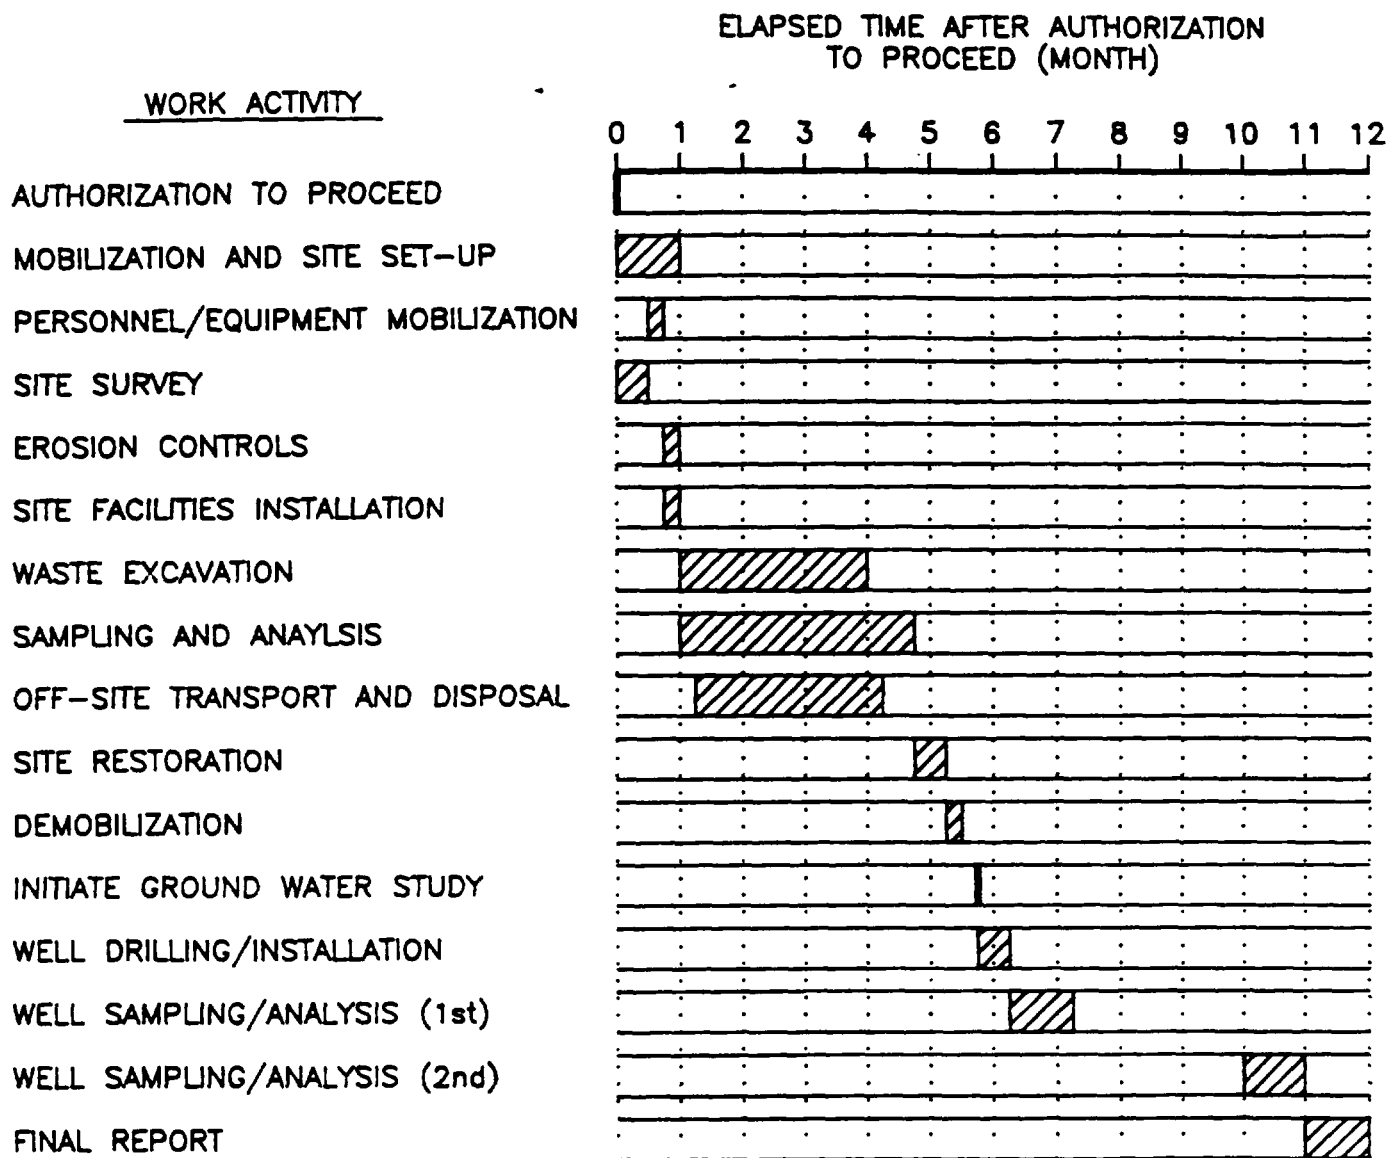 ELAPSED TIME AFTER AUTHORIZATION
TO PROCEED (MONTH)
WORK ACTIVITY
0 1 2 3 4 5 6 7 8 9 10 11 12
AUTHORIZATION TO PROCEED
MOBILIZATION AND SITE SET-UP
PERSONNEL/EQUIPMENT MOBILIZATION
SITE SURVEY
EROSION CONTROLS
SITE FACILITIES INSTALLATION
WASTE EXCAVATION
SAMPLING AND ANAYLSIS
OFF-SITE TRANSPORT AND DISPOSAL
SITE RESTORATION
DEMOBILIZATION
INITIATE GROUND WATER STUDY
WELL DRILLING/INSTALLATION
WELL SAMPLING/ANALYSIS (1st)
WELL SAMPLING/ANALYSIS (2nd)
FINAL REPORT